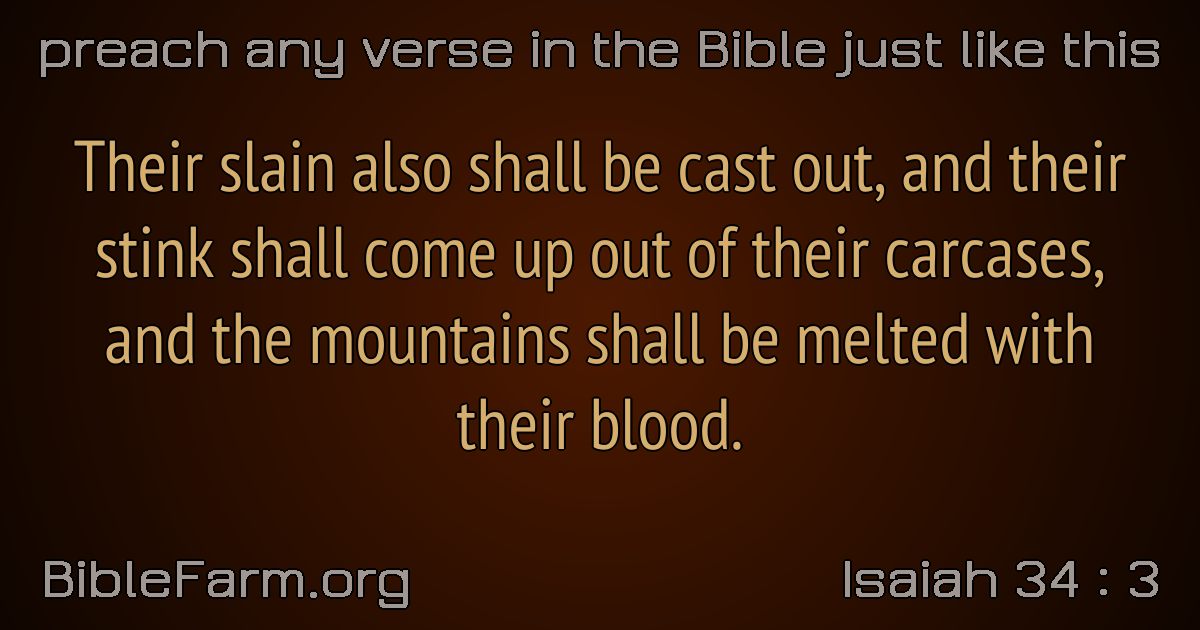 preach any verse in the Bible just like this
Their slain also shall be cast out, and their
stink shall come up out of their carcases,
and the mountains shall be melted with
their blood.
BibleFarm.org
Isaiah 34 : 3